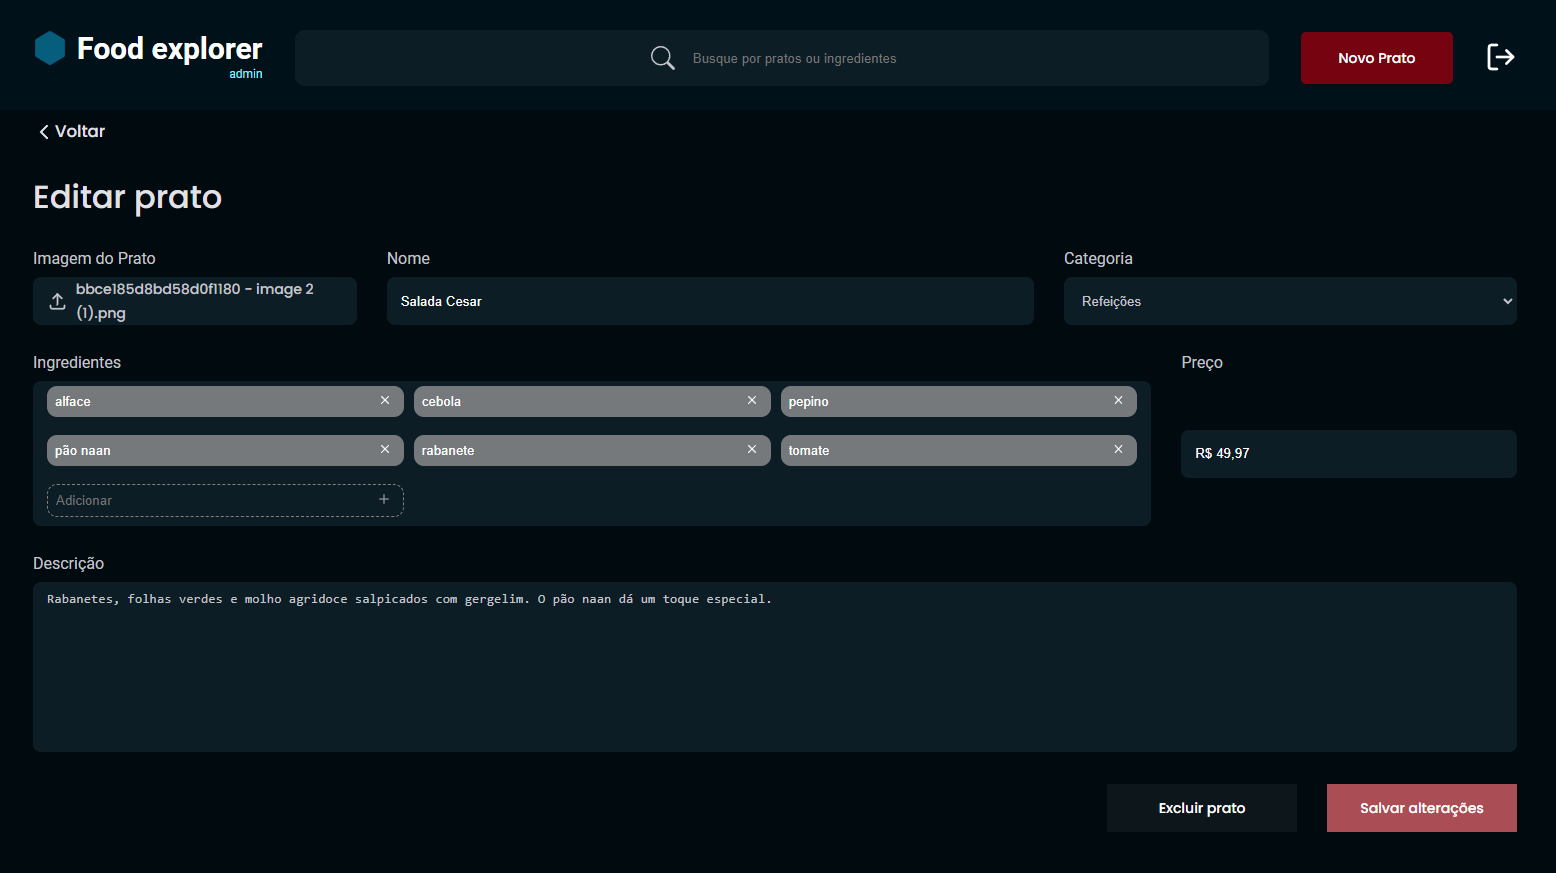 Food explorer
admin
Busque por pratos ou ingredientes
Novo Prato
Voltar
Editar prato
Imagem do Prato
Nome
Categoria
bbce185d8bd58d0f1180 - image 2
(1).png
Salada Cesar
Refeições
Ingredientes
Preço
alface
cebola
pepino
pão naan
rabanete
tomate
R$ 49,97
Adicionar
Descrição
Rabanetes, folhas verdes e molho agridoce salpicados com gergelim. O pão naan dá um toque especial.
Excluir prato
Salvar alterações